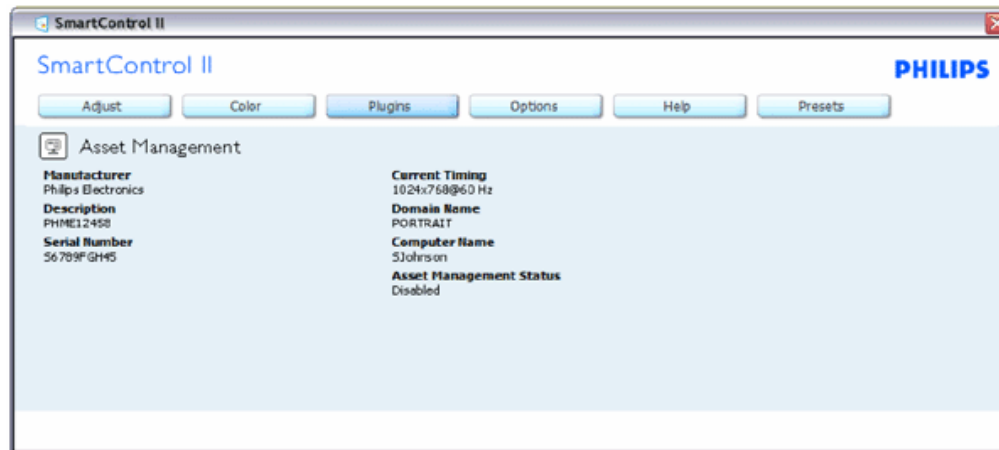 SmartControl II
SmartControl II
PHILIPS
Adjust
Color
Plugins
Options
Help
Presets
Asset Management
Manufacturer
Philips Electronics
Description
PHME12458
Serial Number
56789FGH45
Current Timing
1024x768@60 Hz
Domain Name
PORTRAIT
Computer Name
SJohnson
Asset Management Status
Disabled